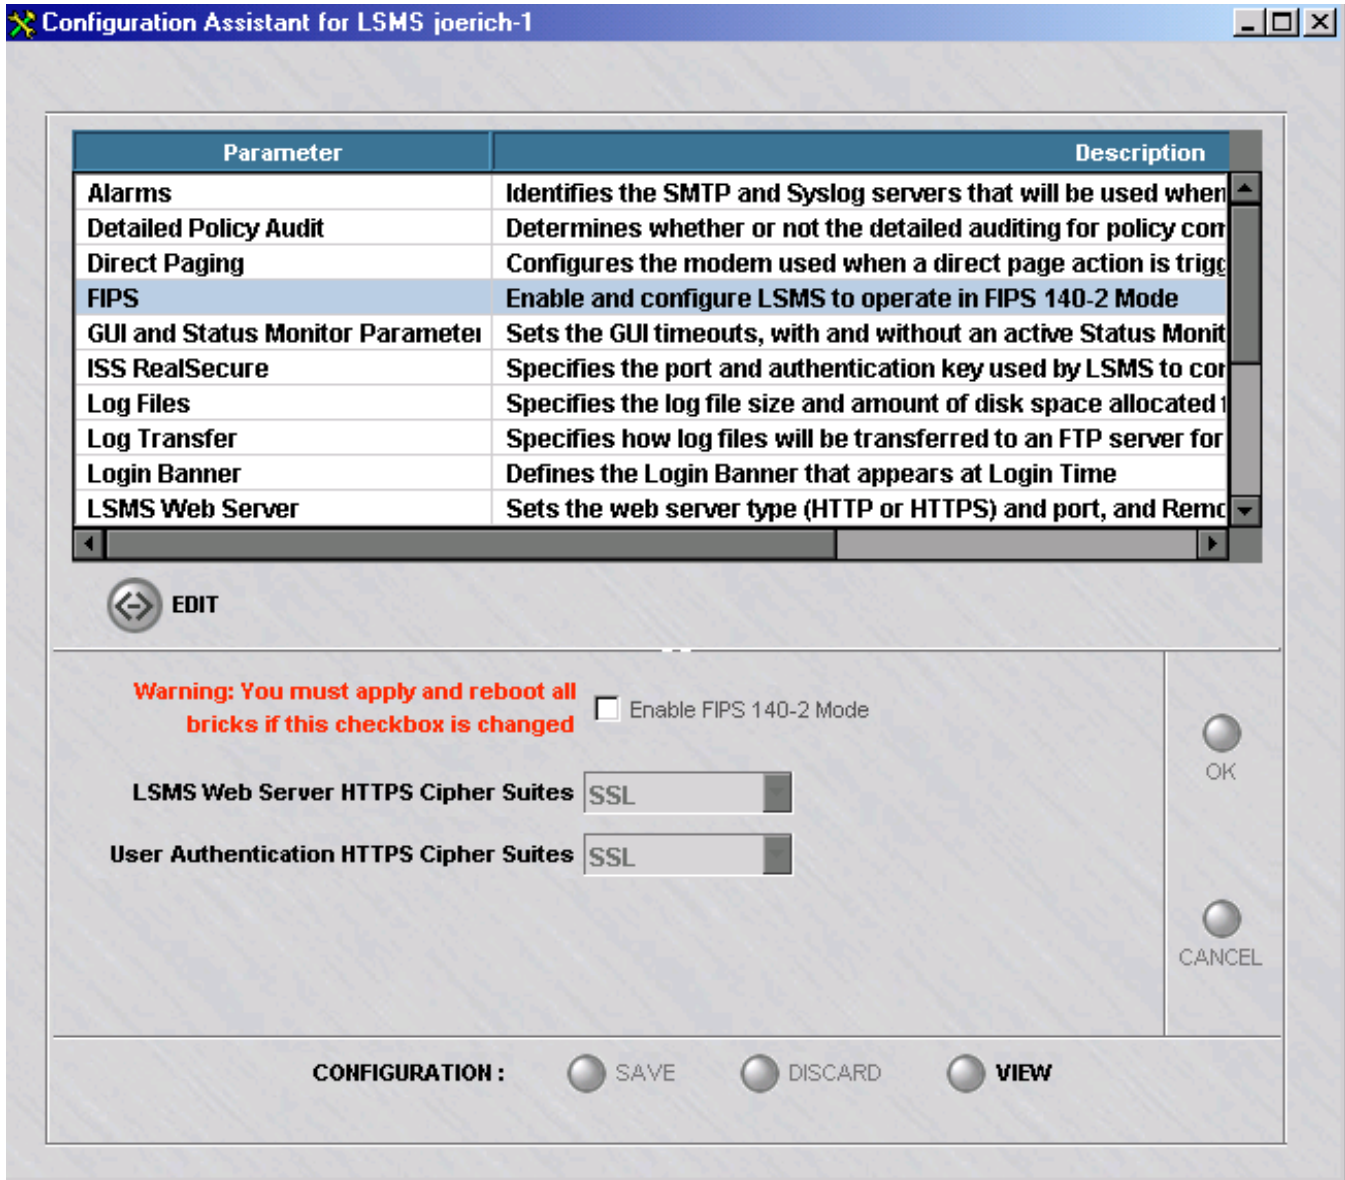 Configuration Assistant for LSMS joerich-1
Parameter Description
Alarms Identifies the SMTP and Syslog servers that will be used when
Detailed Policy Audit Determines whether or not the detailed auditing for policy com
Direct Paging Configures the modem used when a direct page action is trigg
FIPS Enable and configure LSMS to operate in FIPS 140-2 Mode
GUI and Status Monitor Parameter Sets the GUI timeouts, with and without an active Status Monit
ISS RealSecure Specifies the port and authentication key used by LSMS to con
Log Files Specifies the log file size and amount of disk space allocated
Log Transfer Specifies how log files will be transferred to an FTP server for
Login Banner Defines the Login Banner that appears at Login Time
LSMS Web Server Sets the web server type (HTTP or HTTPS) and port, and Remo
EDIT
Warning: You must apply and reboot all
bricks if this checkbox is changed
Enable FIPS 140-2 Mode
LSMS Web Server HTTPS Cipher Suites SSL
User Authentication HTTPS Cipher Suites SSL
OK
CANCEL
CONFIGURATION : SAVE DISCARD VIEW